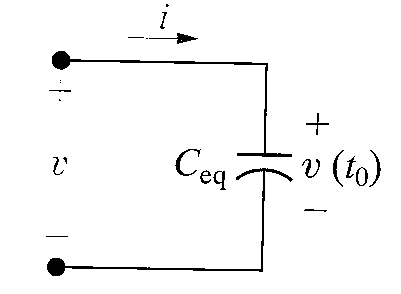 i
+
+
v
C_eq
v (t_0)
−
−